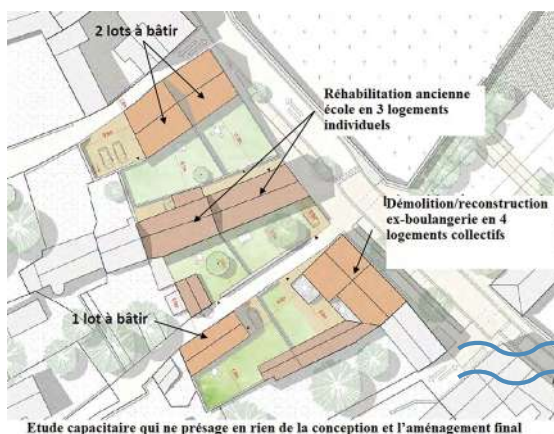 2 lots à bâtir
Réhabilitation ancienne
école en 3 logements
individuels
Démolition/reconstruction
ex-boulangerie en 4
logements collectifs
1 lot à bâtir
Etude capacitaire qui ne présage en rien de la conception et l'aménagement final